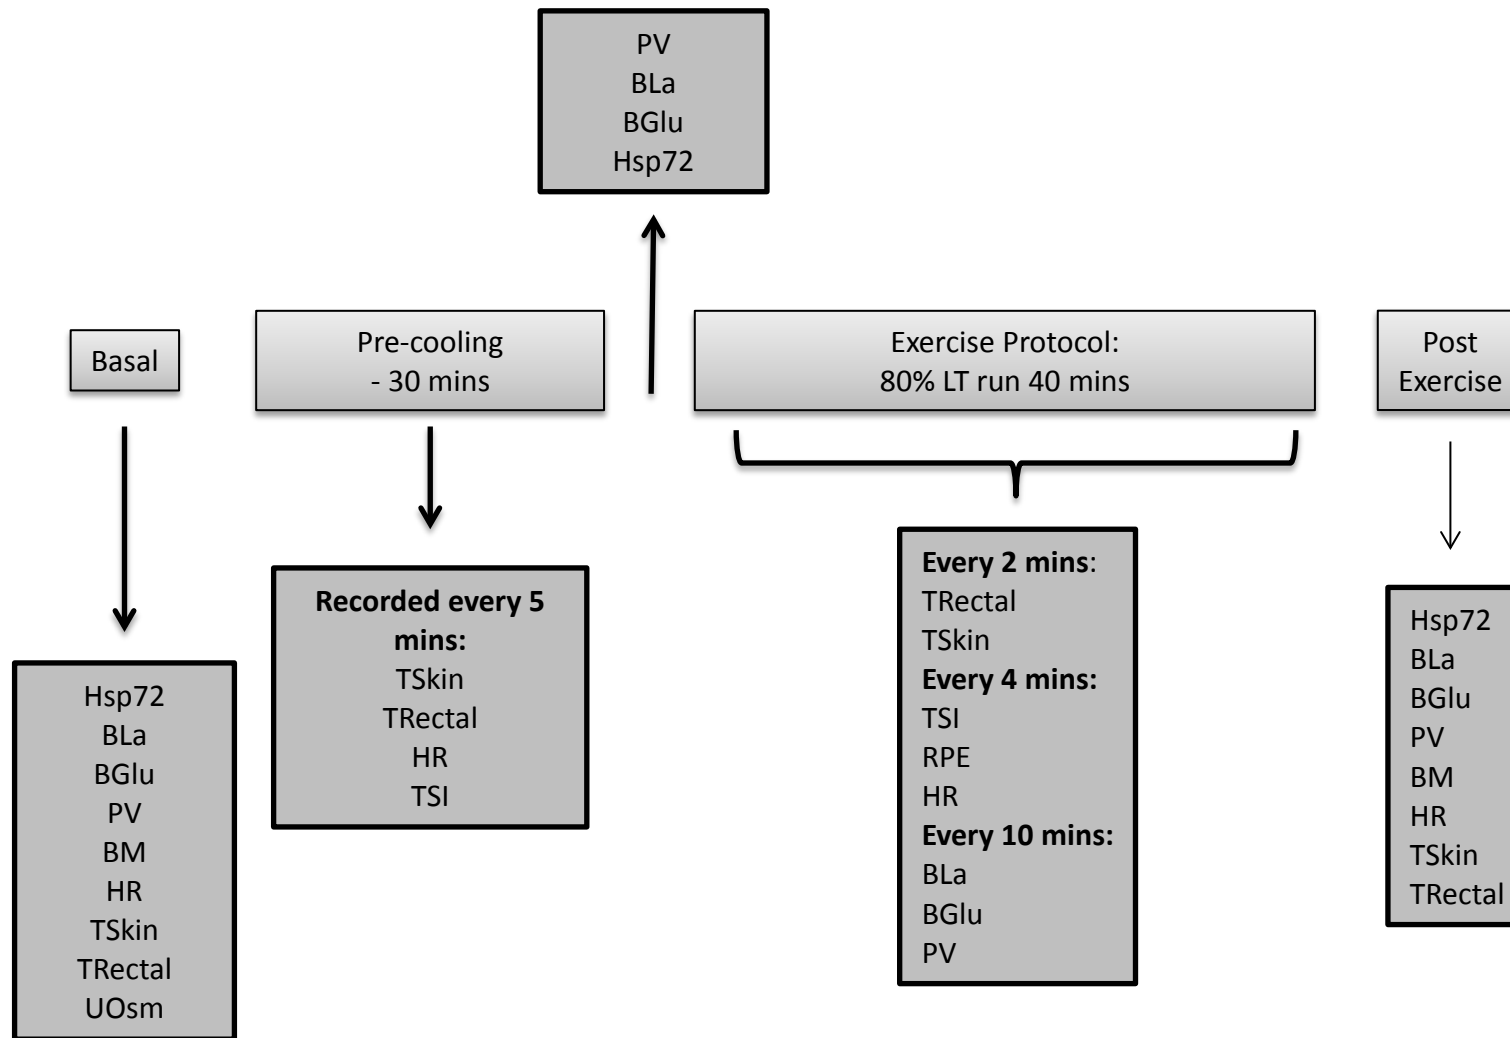 PV
BLa
BGlu
Hsp72
Basal
Pre-cooling
- 30 mins
Exercise Protocol:
80% LT run 40 mins
Post
Exercise
Hsp72
BLa
BGlu
PV
BM
HR
TSkin
TRectal
UOsm
Recorded every 5
mins:
TSkin
TRectal
HR
TSI
Every 2 mins:
TRectal
TSkin
Every 4 mins:
TSI
RPE
HR
Every 10 mins:
BLa
BGlu
PV
Hsp72
BLa
BGlu
PV
BM
HR
TSkin
TRectal